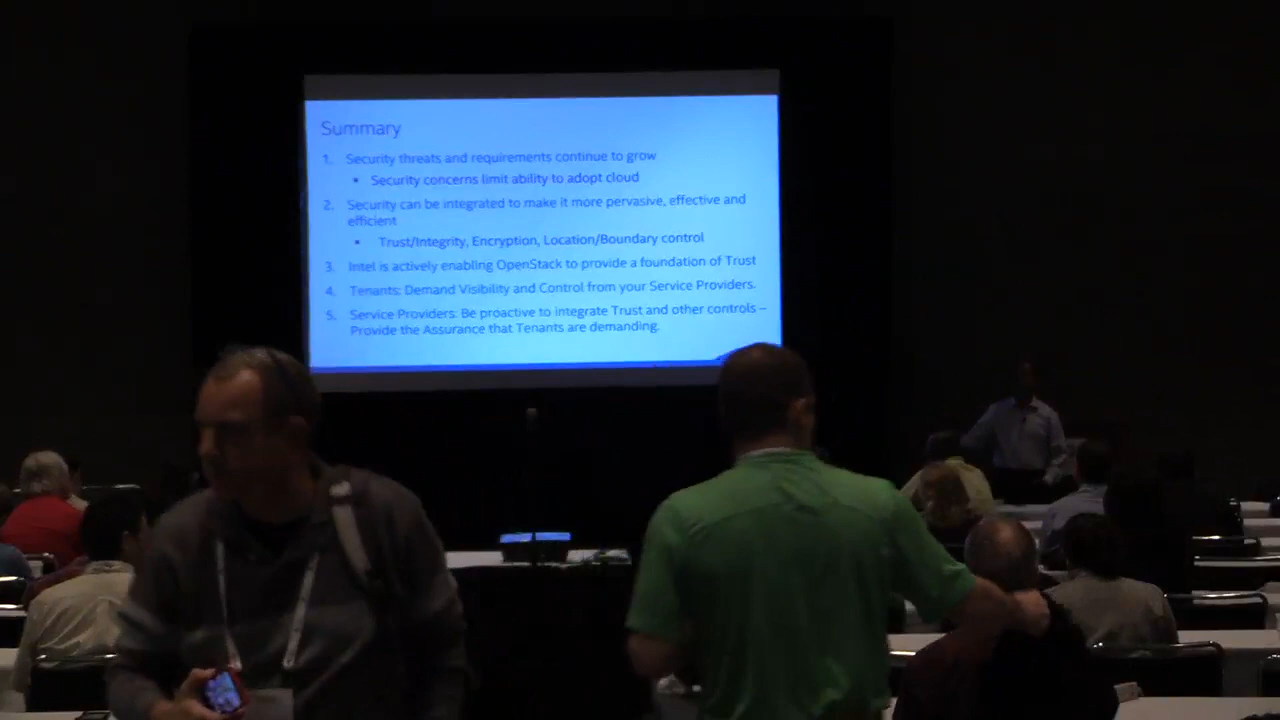 Summary
1. Security threats and requirements continue to grow
• Security concerns limit ability to adopt cloud
2. Security can be integrated to make it more pervasive, effective and
efficient
• Trust/Integrity, Encryption, Location/Boundary control
3. Intel is actively enabling OpenStack to provide a foundation of Trust
4. Tenants: Demand Visibility and Control from your Service Providers.
5. Service Providers: Be proactive to integrate Trust and other controls –
Provide the Assurance that Tenants are demanding.